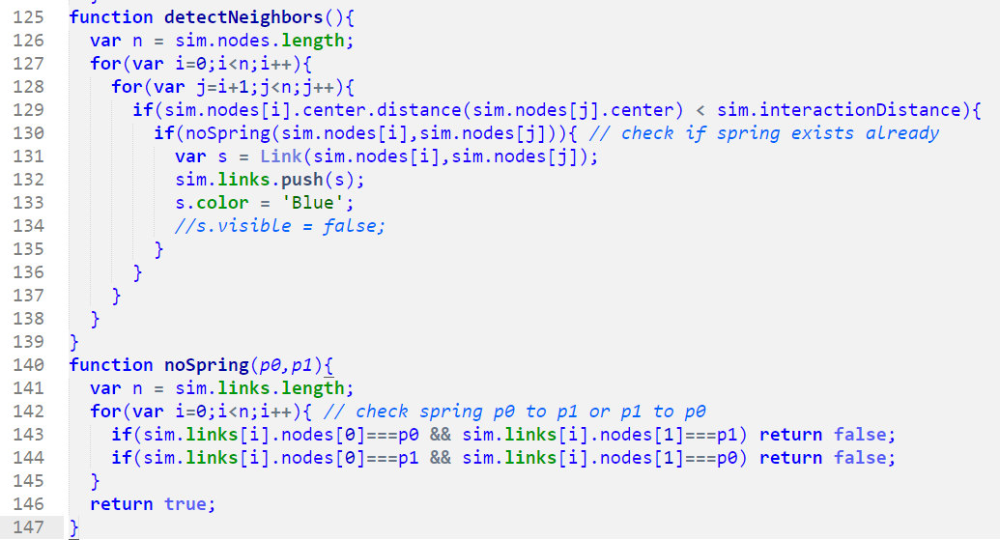 125 function detectNeighbors(){
126   var n = sim.nodes.length;
127   for(var i=0;i<n;i++){
128     for(var j=i+1;j<n;j++){
129       if(sim.nodes[i].center.distance(sim.nodes[j].center) < sim.interactionDistance){
130         if(noSpring(sim.nodes[i],sim.nodes[j])){ // check if spring exists already
131           var s = Link(sim.nodes[i],sim.nodes[j]);
132           sim.links.push(s);
133           s.color = 'Blue';
134           //s.visible = false;
135         }
136       }
137     }
138   }
139 }
140 function noSpring(p0,p1){
141   var n = sim.links.length;
142   for(var i=0;i<n;i++){ // check spring p0 to p1 or p1 to p0
143     if(sim.links[i].nodes[0]===p0 && sim.links[i].nodes[1]===p1) return false;
144     if(sim.links[i].nodes[0]===p1 && sim.links[i].nodes[1]===p0) return false;
145   }
146   return true;
147 }